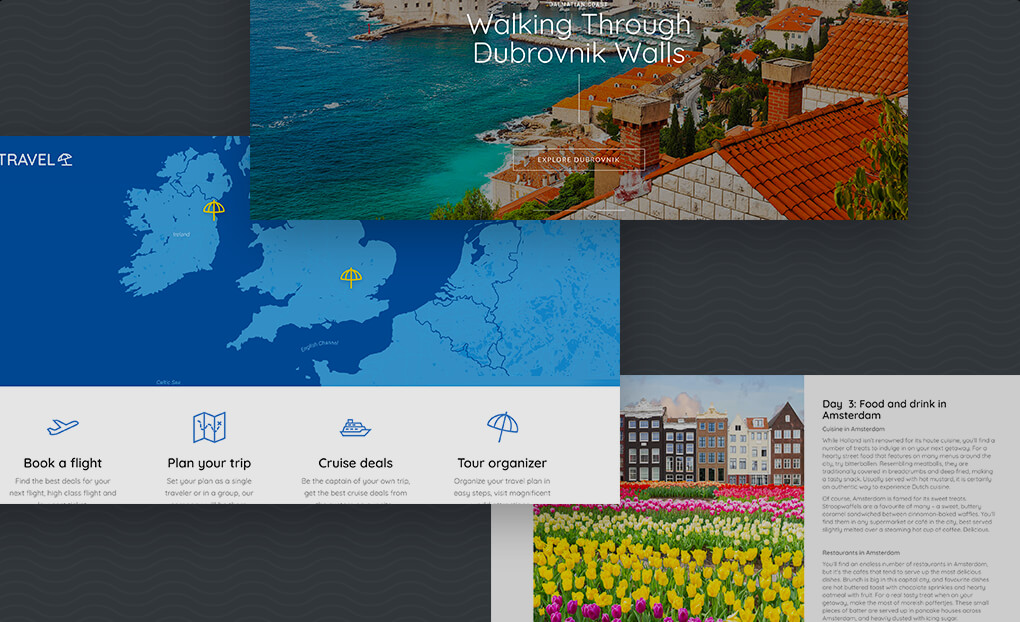 DALMATIAN COAST
Walking Through
Dubrovnik Walls
EXPLORE DUBROVNIK
TRAVEL
Ireland
English Channel
Celtic Sea
Book a flight
Find the best deals for your
next flight, high class flight and
Plan your trip
Set your plan as a single
traveler or in a group, our
Cruise deals
Be the captain of your own trip,
get the best cruise deals from
Tour organizer
Organize your travel plan in
easy steps, visit magnificent
Day 3: Food and drink in
Amsterdam
Cuisine in Amsterdam
While Holland isn't renowned for its haute cuisine, you'll find a
number of treats to indulge in on your next getaway. For a
hearty street food that features on many menus around the
city, try bitterballen. Resembling meatballs, they are
traditionally covered in breadcrumbs and deep fried, making
a tasty snack. Usually served with hot mustard, it is certainly
an authentic way to experience Dutch cuisine.
Of course, Amsterdam is famed for its sweet treats.
Stroopwafels are a favourite of many – a sweet, buttery
caramel sandwiched between cinnamon-baked waffles. You'll
find them in any supermarket or café in the city, best served
slightly melted over a steaming hot cup of coffee. Delicious.
Restaurants in Amsterdam
You'll find an endless number of restaurants in Amsterdam,
but it's the cafés that tend to serve up the most delicious
dishes. Brunch is big in this capital city, and favourite dishes
are hot buttered toast with chocolate sprinkles and hearty
oatmeal with fruit. For a real tasty treat when on your
getaway, make the most of moreish poffertjes. These small
pieces of batter are served up in pancake houses across
Amsterdam, and heavily dusted with icing sugar.